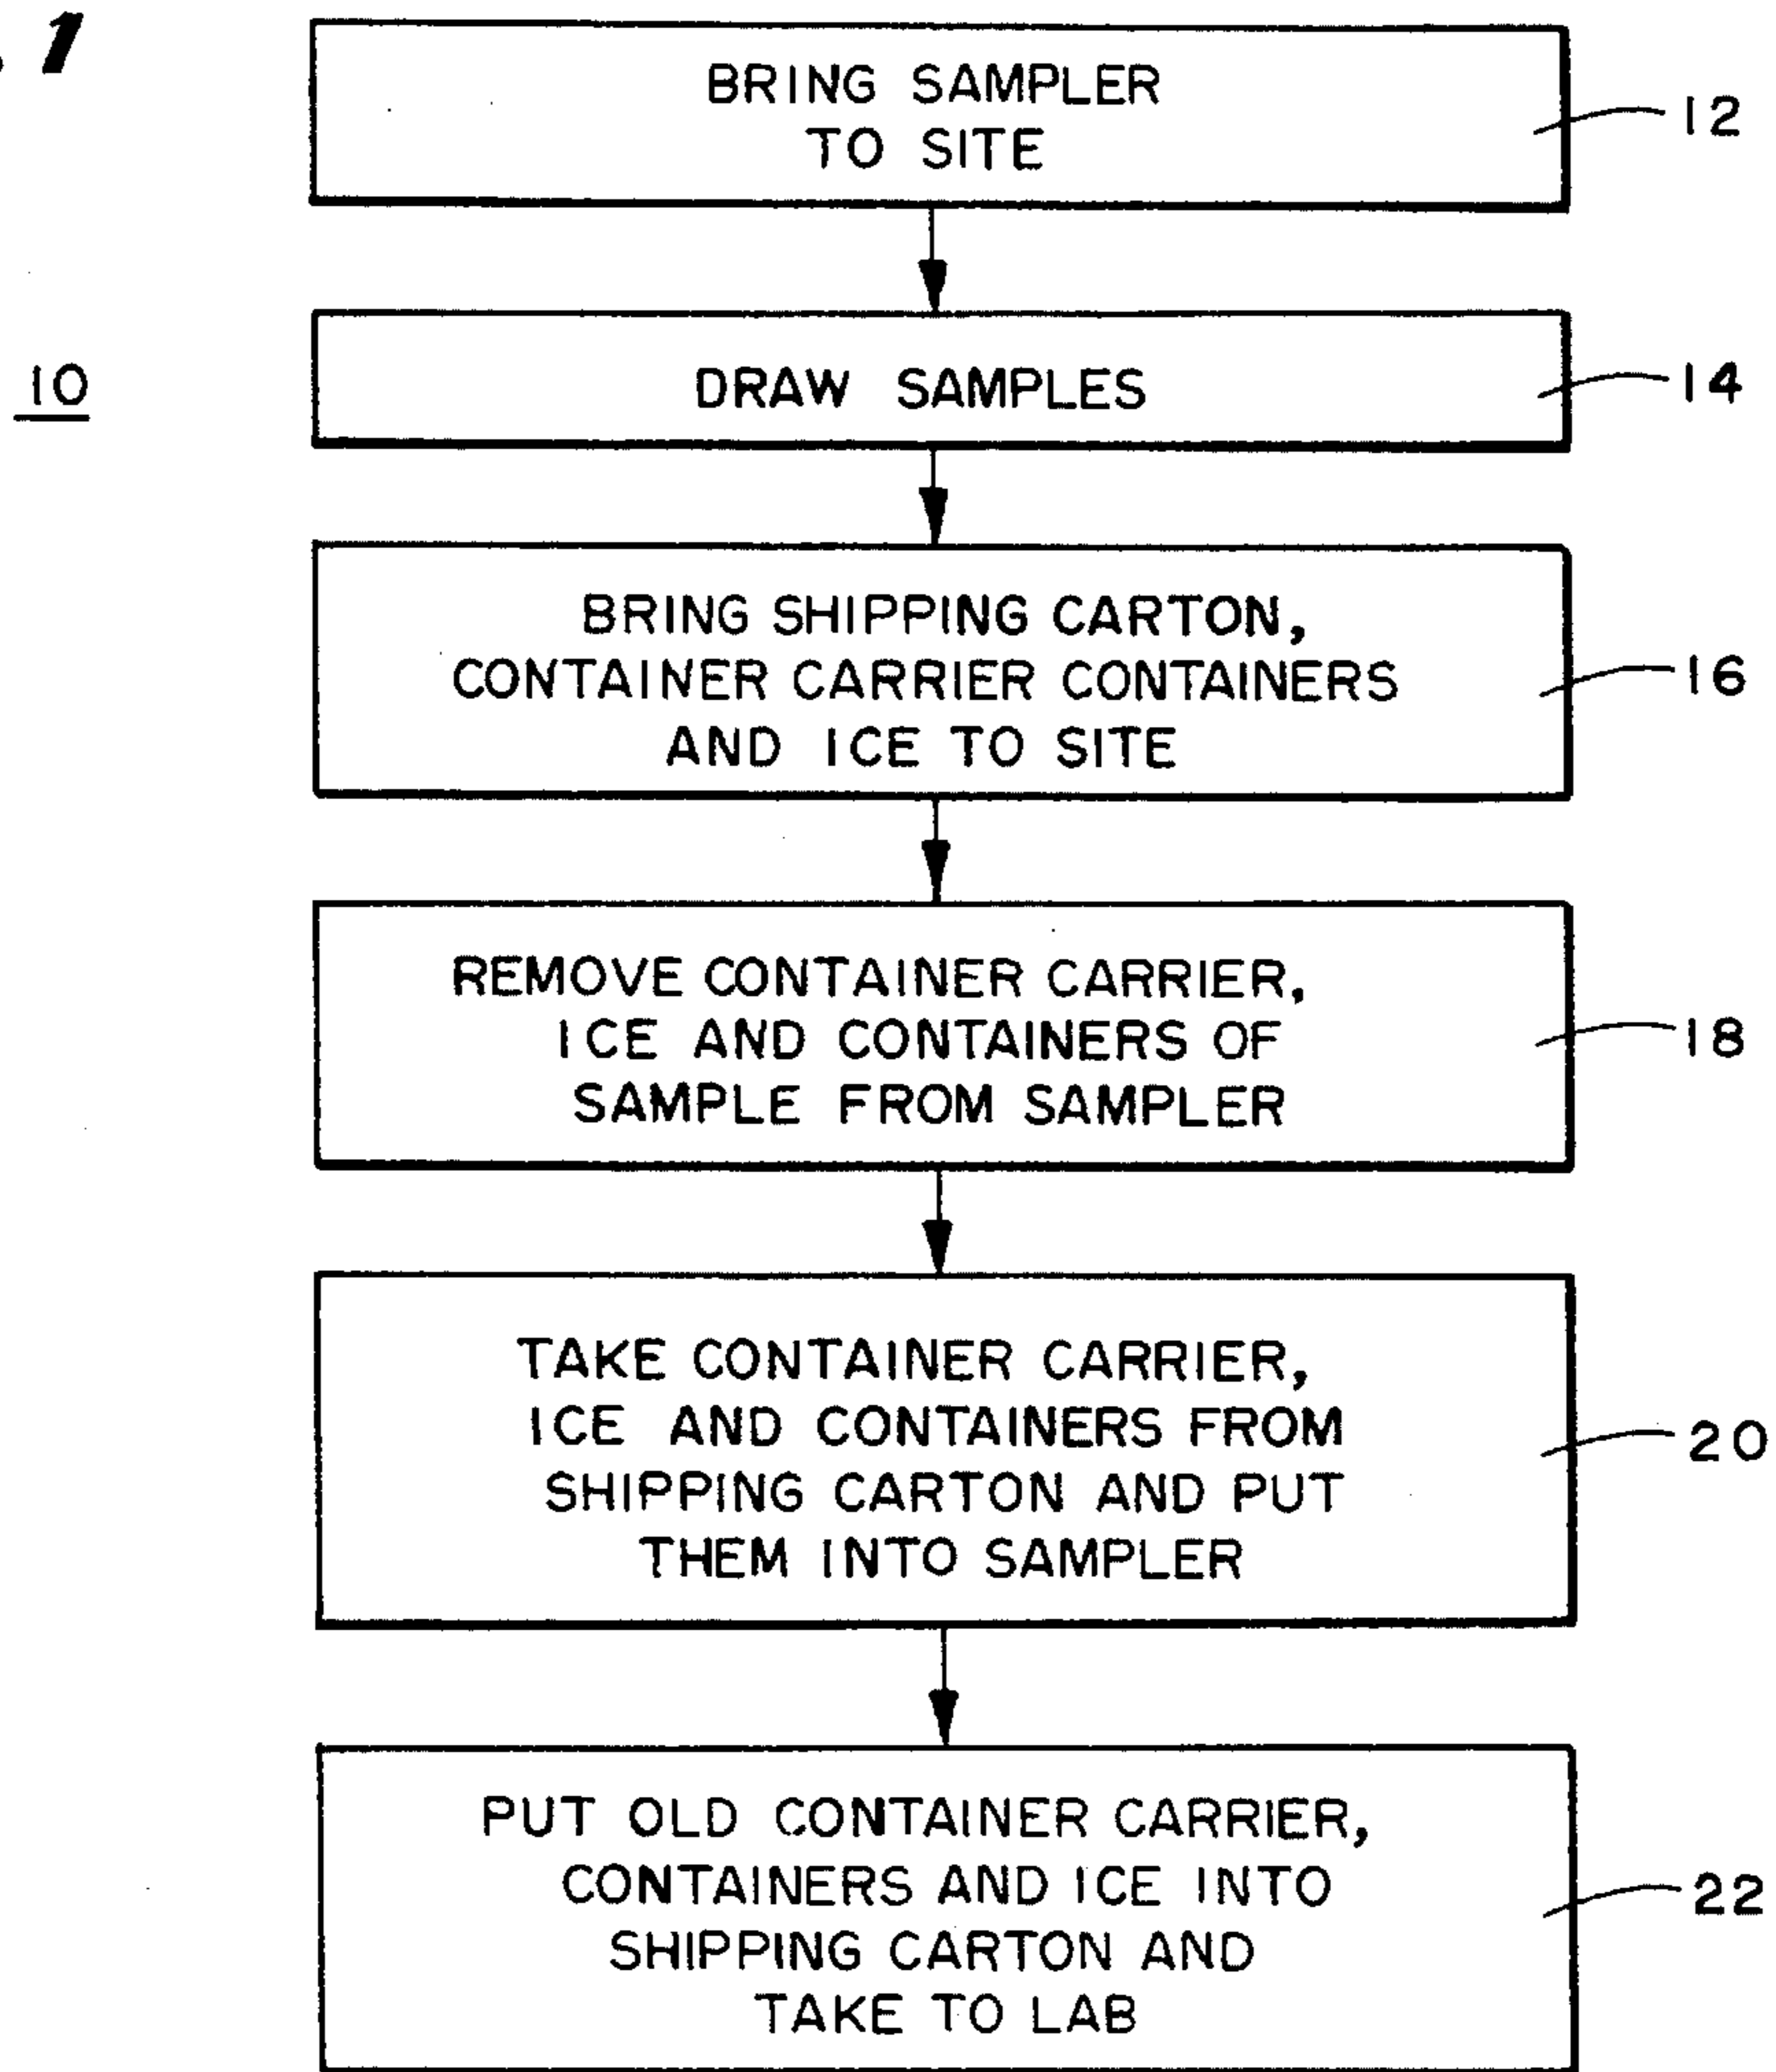 1
BRING SAMPLER
TO SITE
12
10
DRAW SAMPLES
14
BRING SHIPPING CARTON,
CONTAINER CARRIER CONTAINERS
AND ICE TO SITE
16
REMOVE CONTAINER CARRIER,
ICE AND CONTAINERS OF
SAMPLE FROM SAMPLER
18
TAKE CONTAINER CARRIER,
ICE AND CONTAINERS FROM
SHIPPING CARTON AND PUT
THEM INTO SAMPLER
20
PUT OLD CONTAINER CARRIER,
CONTAINERS AND ICE INTO
SHIPPING CARTON AND
TAKE TO LAB
22